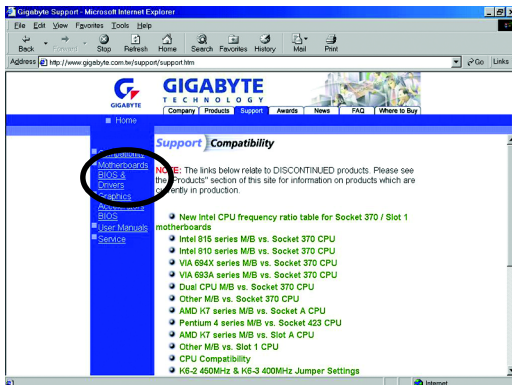 Gigabyte Support - Microsoft Internet Explorer
File Edit View Favorites Tools Help
Back Forward Stop Refresh Home Search Favorites History Mail Print
Address http://www.gigabyte.com.tw/support/support.htm Go Links
GIGABYTE
GIGABYTE
TECHNOLOGY
Company Products Support Awards News FAQ Where to Buy
Home
Support Compatibility
Compatibility
Motherboards
BIOS &
Drivers
Graphics
Accelerators
BIOS
User Manuals
Service
NOTE: The links below relate to DISCONTINUED products. Please see
the "Products" section of this site for information on products which are
currently in production.
New Intel CPU frequency ratio table for Socket 370 / Slot 1
motherboards
Intel 815 series M/B vs. Socket 370 CPU
Intel 810 series M/B vs. Socket 370 CPU
VIA 694X series M/B vs. Socket 370 CPU
VIA 693A series M/B vs. Socket 370 CPU
Dual CPU M/B vs. Socket 370 CPU
Other M/B vs. Socket 370 CPU
AMD K7 series M/B vs. Socket A CPU
Pentium 4 series M/B vs. Socket 423 CPU
AMD K7 series M/B vs. Slot A CPU
Other M/B vs. Slot 1 CPU
CPU Compatibility
K6-2 450MHz & K6-3 400MHz Jumper Settings
Internet